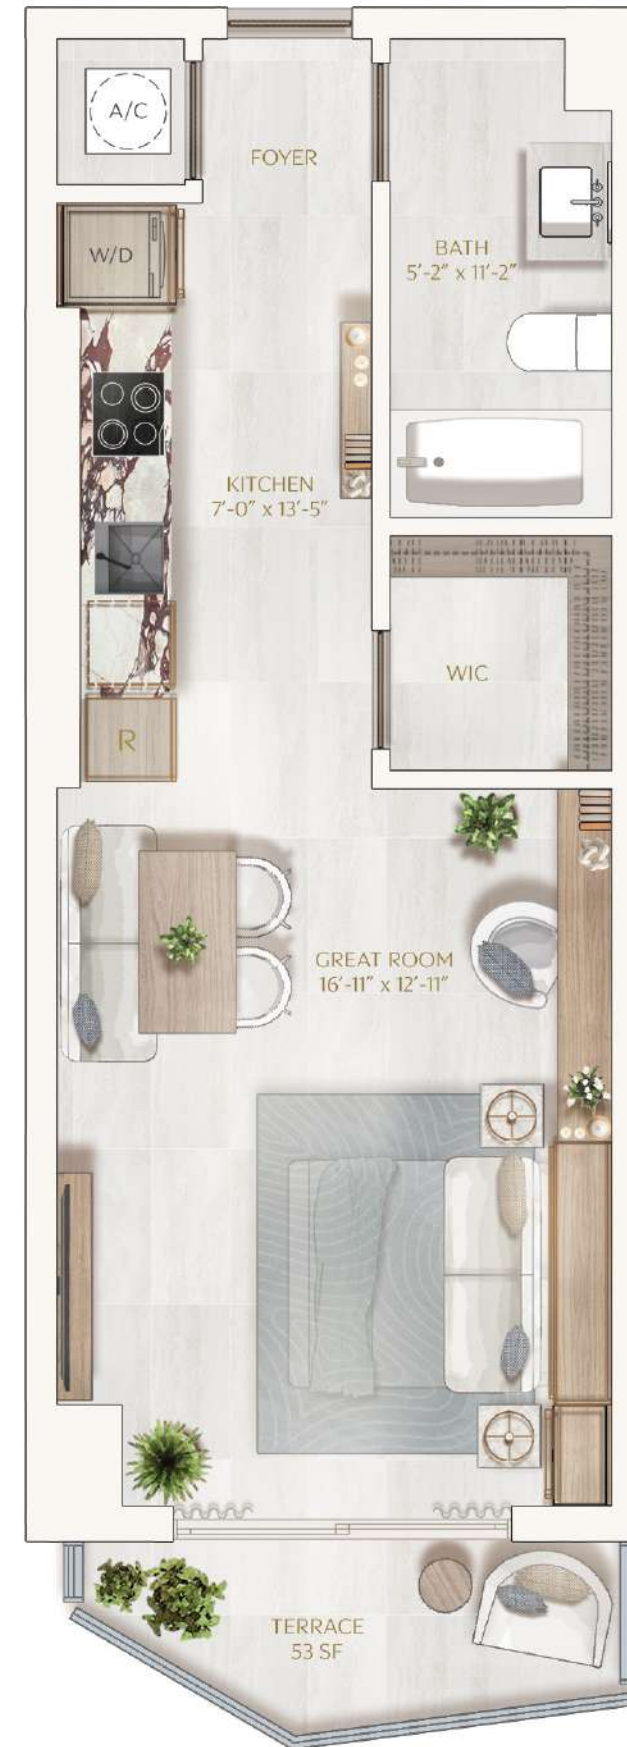 A/C
FOYER
W/D
BATH
5'-2" x 11'-2"
KITCHEN
7'-0" x 13'-5"
WIC
R
GREAT ROOM
16'-11" x 12'-11"
TERRACE
53 SF